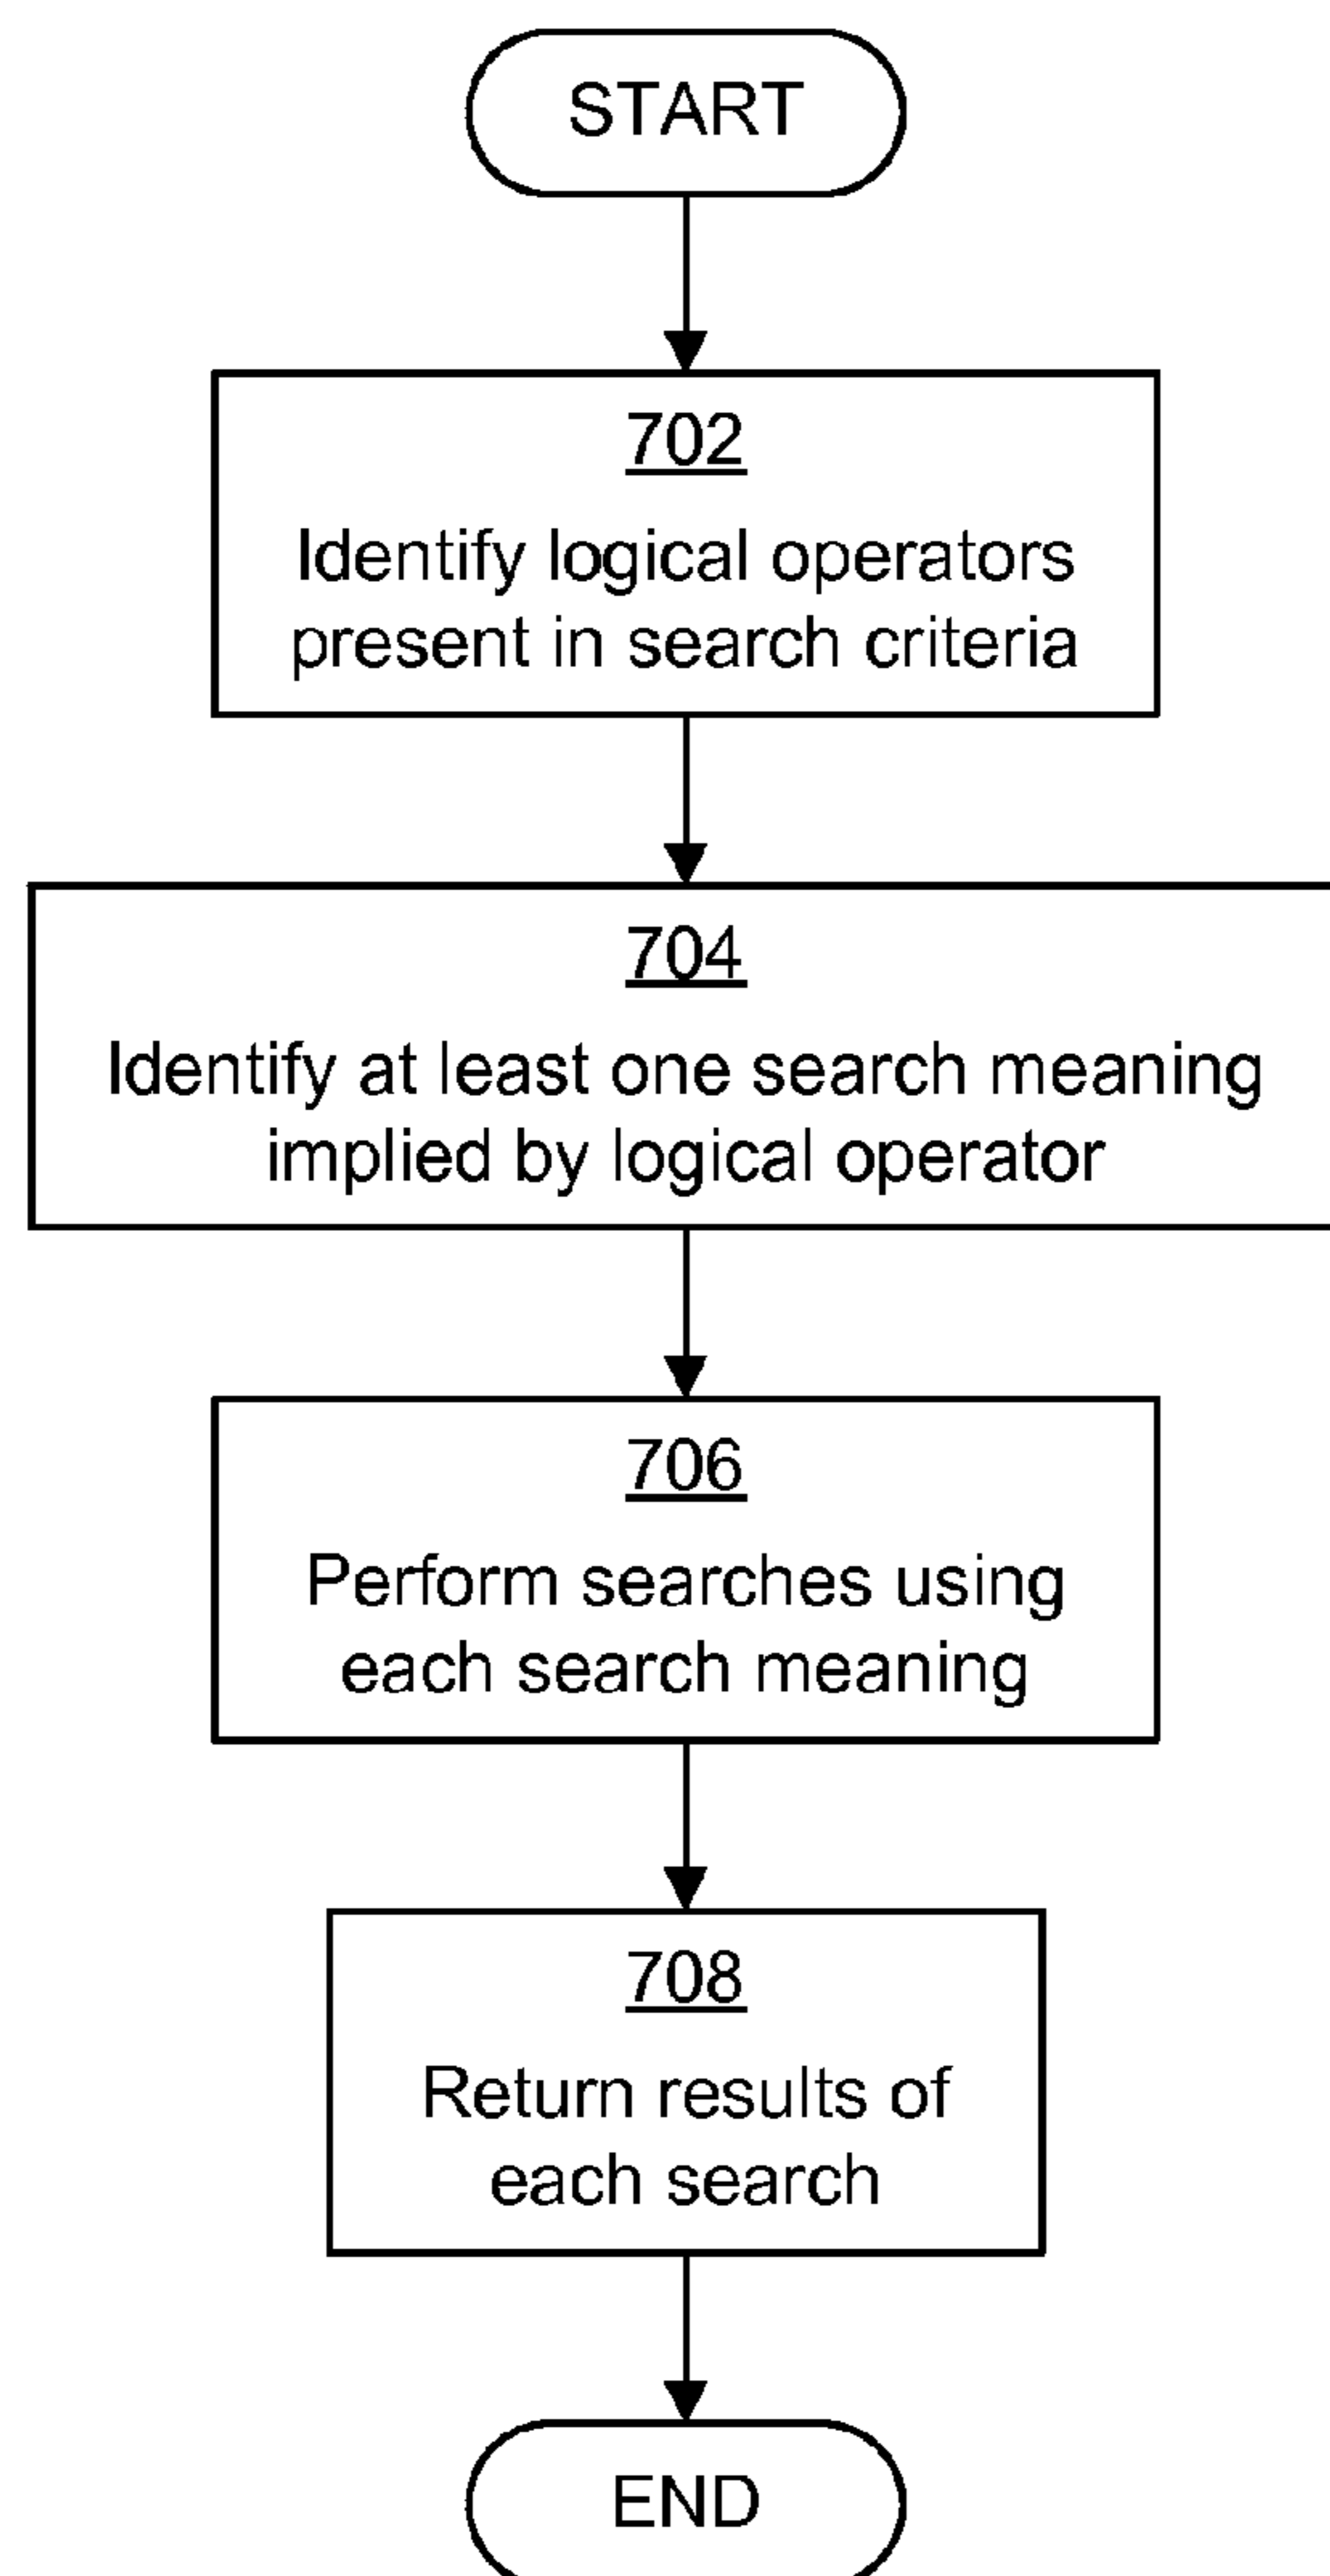 START
702
Identify logical operators
present in search criteria
704
Identify at least one search meaning
implied by logical operator
706
Perform searches using
each search meaning
708
Return results of
each search
END